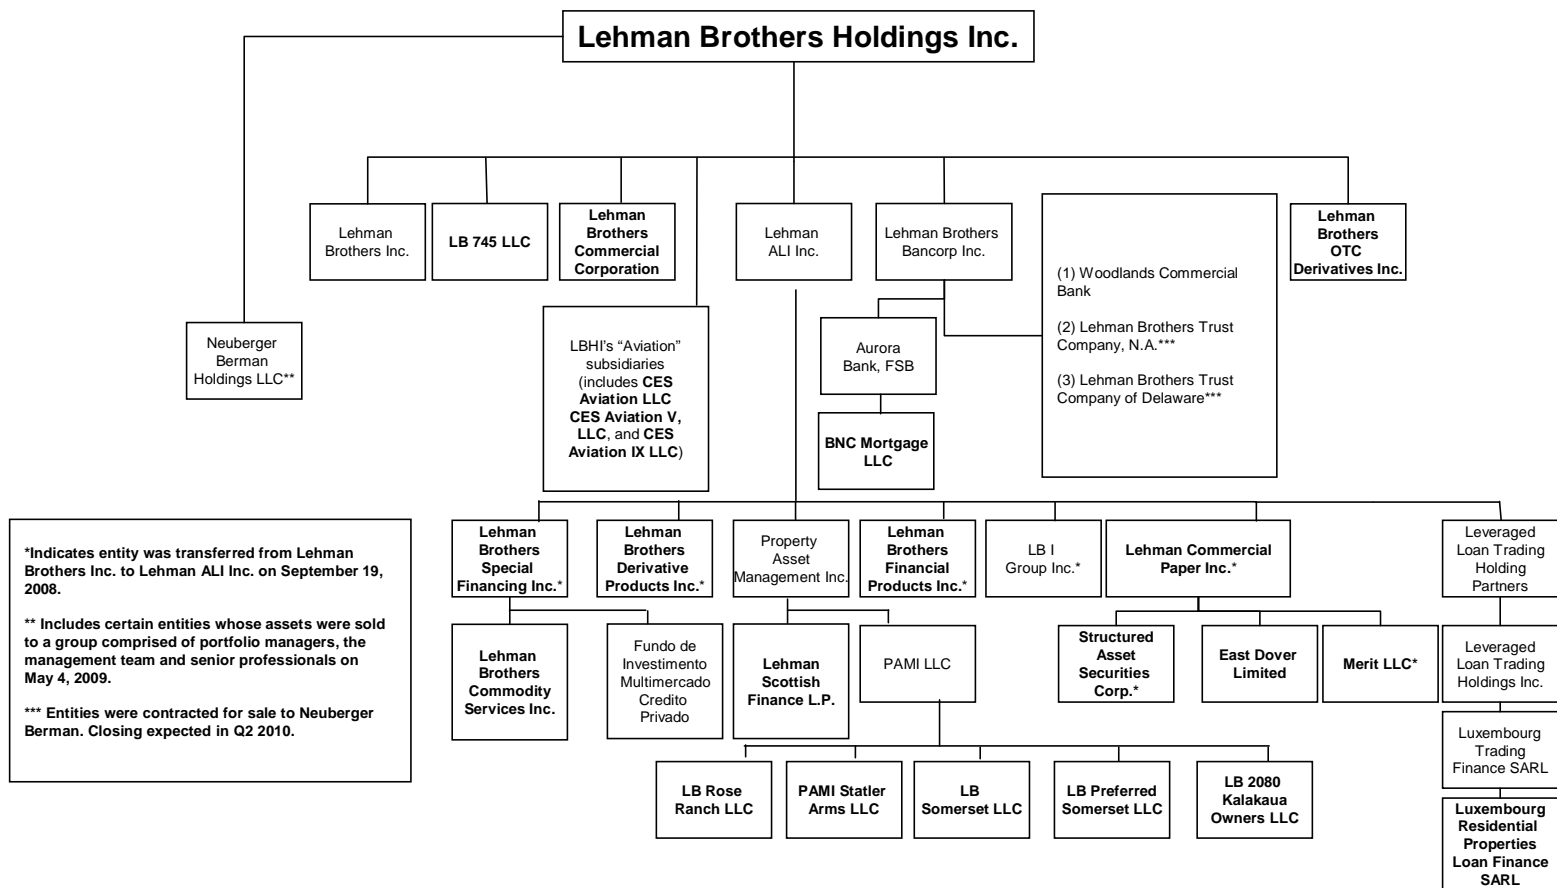 Lehman Brothers Holdings Inc.
Lehman
Brothers Inc.
LB 745 LLC
Lehman
Brothers
Commercial
Corporation
Lehman
ALI Inc.
Lehman Brothers
Bancorp Inc.
(1) Woodlands Commercial
Bank
(2) Lehman Brothers Trust
Company, N.A.***
(3) Lehman Brothers Trust
Company of Delaware***
Lehman
Brothers
OTC
Derivatives Inc.
Neuberger
Berman
Holdings LLC**
LBHI's “Aviation”
subsidiaries
(includes CES
Aviation LLC
CES Aviation V,
LLC, and CES
Aviation IX LLC)
Aurora
Bank, FSB
BNC Mortgage
LLC
*Indicates entity was transferred from Lehman
Brothers Inc. to Lehman ALI Inc. on September 19,
2008.
** Includes certain entities whose assets were sold
to a group comprised of portfolio managers, the
management team and senior professionals on
May 4, 2009.
*** Entities were contracted for sale to Neuberger
Berman. Closing expected in Q2 2010.
Lehman
Brothers
Special
Financing Inc.*
Lehman
Brothers
Derivative
Products Inc.*
Property
Asset
Management Inc.
Lehman
Brothers
Financial
Products Inc.*
LB I
Group Inc.*
Lehman Commercial
Paper Inc.*
Leveraged
Loan Trading
Holding
Partners
Lehman
Brothers
Commodity
Services Inc.
Fundo de
Investimento
Multimercado
Credito
Privado
Lehman
Scottish
Finance L.P.
PAMI LLC
Structured
Asset
Securities
Corp.*
East Dover
Limited
Merit LLC*
Leveraged
Loan Trading
Holdings Inc.
Luxembourg
Trading
Finance SARL
LB Rose
Ranch LLC
PAMI Statler
Arms LLC
LB
Somerset LLC
LB Preferred
Somerset LLC
LB 2080
Kalakaua
Owners LLC
Luxembourg
Residential
Properties
Loan Finance
SARL